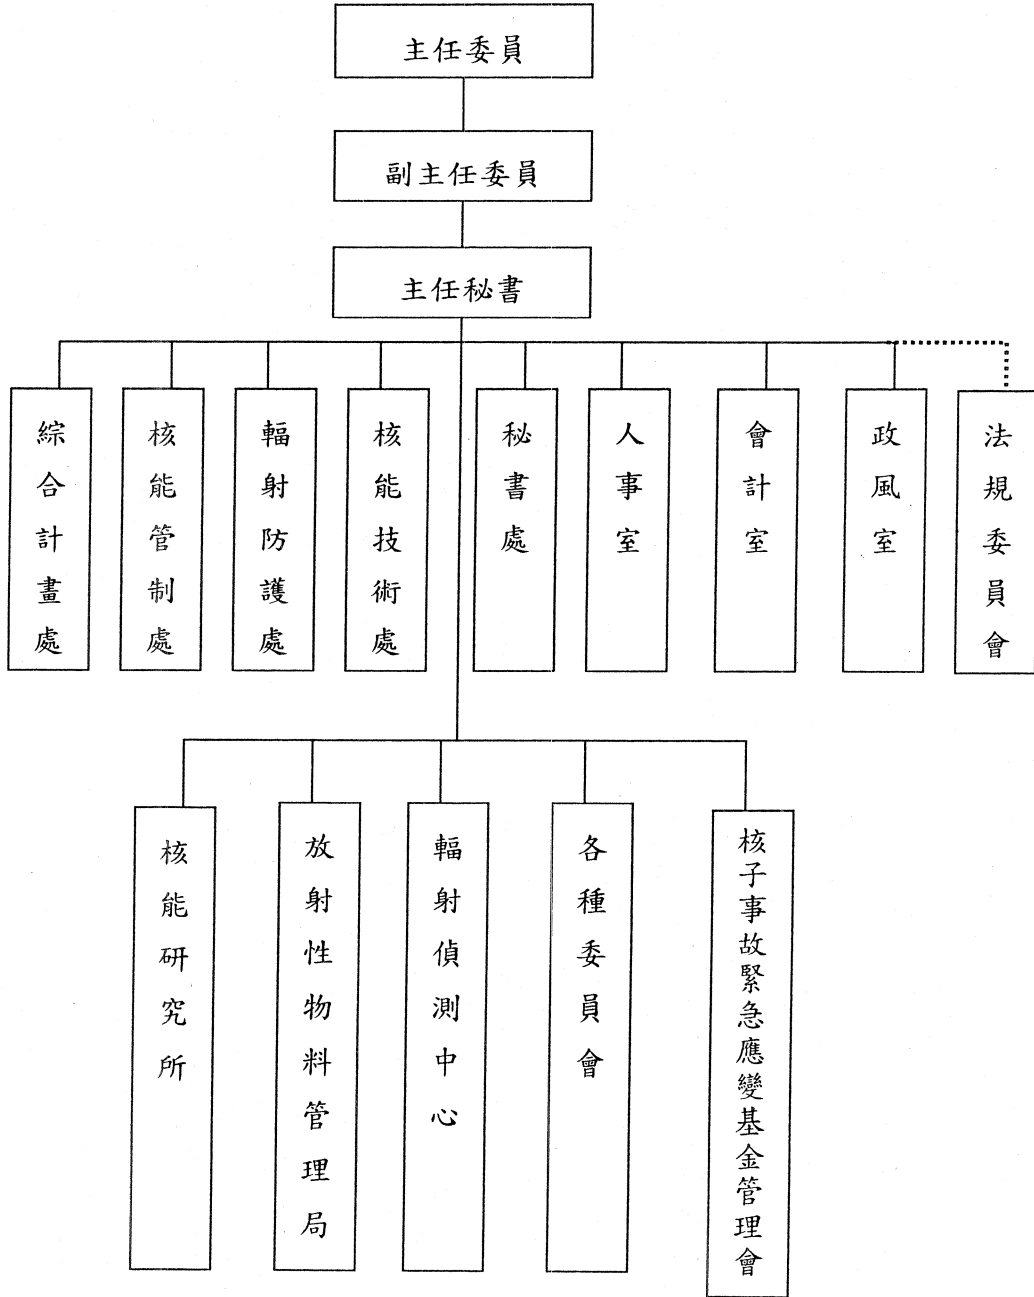 主任委員
副主任委員
主任秘書
綜合計畫處
核能管制處
輻射防護處
核能技術處
秘書處
人事室
會計室
政風室
法規委員會
核能研究所
放射性物料管理局
輻射偵測中心
各種委員會
核子事故緊急應變基金管理會